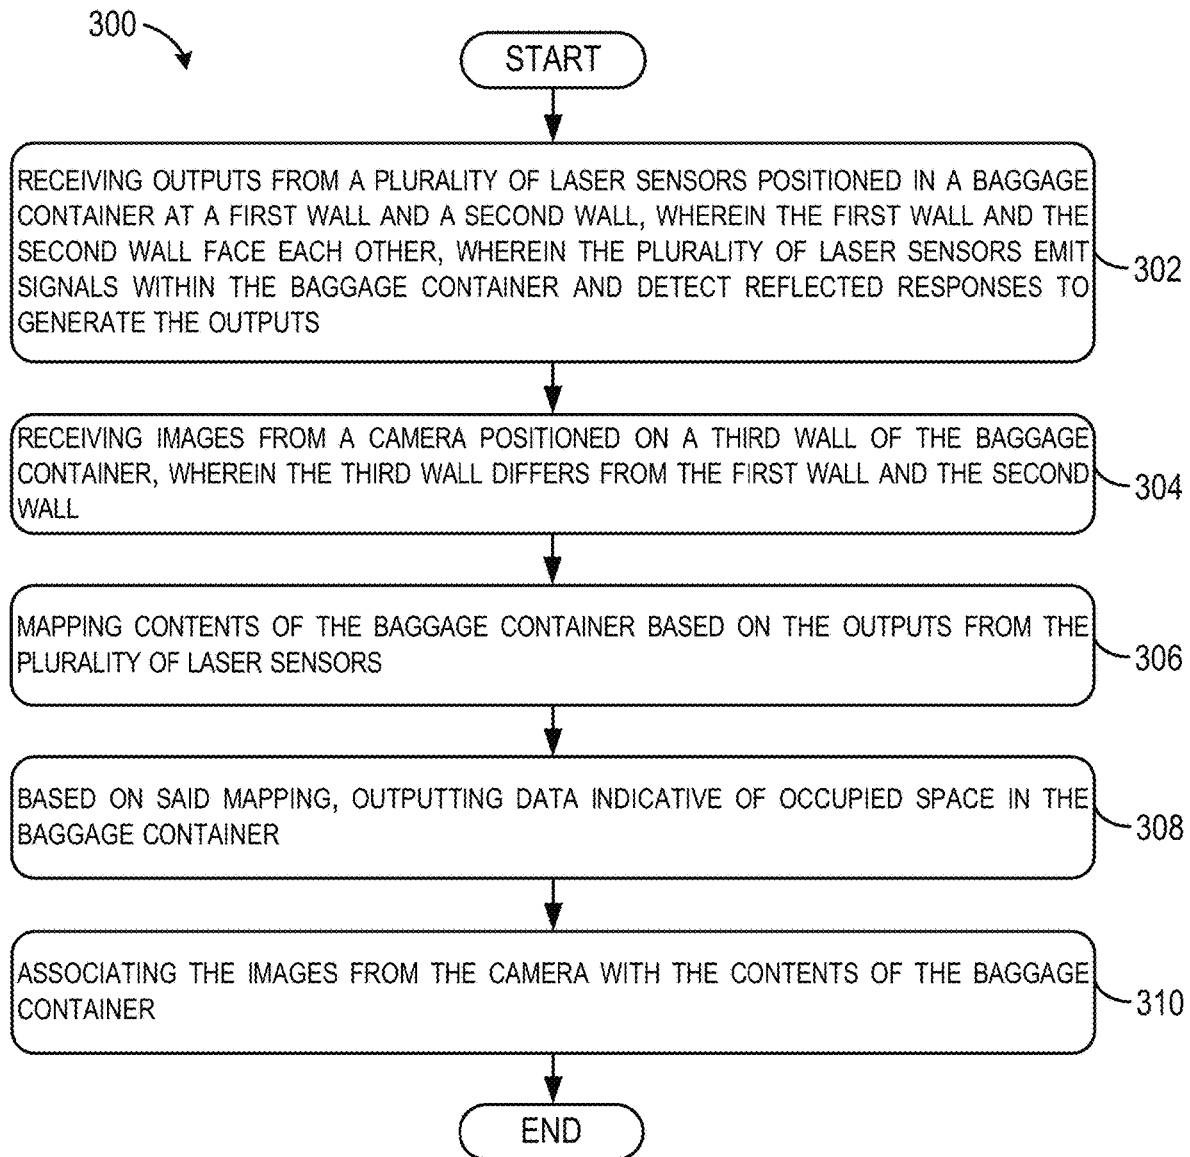 300
START
RECEIVING OUTPUTS FROM A PLURALITY OF LASER SENSORS POSITIONED IN A BAGGAGE
CONTAINER AT A FIRST WALL AND A SECOND WALL, WHEREIN THE FIRST WALL AND THE
SECOND WALL FACE EACH OTHER, WHEREIN THE PLURALITY OF LASER SENSORS EMIT
SIGNALS WITHIN THE BAGGAGE CONTAINER AND DETECT REFLECTED RESPONSES TO
GENERATE THE OUTPUTS
302
RECEIVING IMAGES FROM A CAMERA POSITIONED ON A THIRD WALL OF THE BAGGAGE
CONTAINER, WHEREIN THE THIRD WALL DIFFERS FROM THE FIRST WALL AND THE SECOND
WALL
304
MAPPING CONTENTS OF THE BAGGAGE CONTAINER BASED ON THE OUTPUTS FROM THE
PLURALITY OF LASER SENSORS
306
BASED ON SAID MAPPING, OUTPUTTING DATA INDICATIVE OF OCCUPIED SPACE IN THE
BAGGAGE CONTAINER
308
ASSOCIATING THE IMAGES FROM THE CAMERA WITH THE CONTENTS OF THE BAGGAGE
CONTAINER
310
END